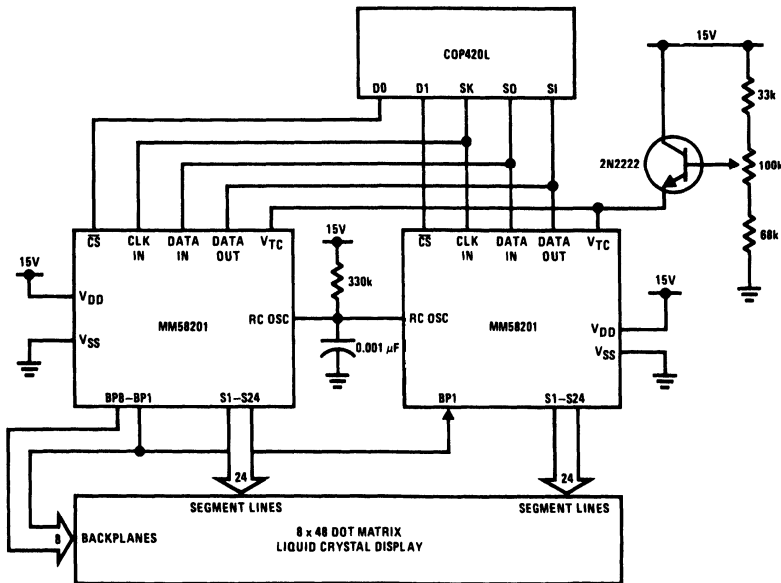 COP420L
D0 D1 SK SO SI
15V
33k
2N2222
100k
68k
CS CLK IN DATA IN DATA OUT VTC
15V
330k
CS CLK IN DATA IN DATA OUT VTC
15V
VDD
VSS
MM58201
RC OSC
0.001 µF
RC OSC
MM58201
15V
VDD
VSS
BP8–BP1 S1–S24
BP1 S1–S24
24
24
SEGMENT LINES
SEGMENT LINES
8
BACKPLANES
8 x 48 DOT MATRIX
LIQUID CRYSTAL DISPLAY